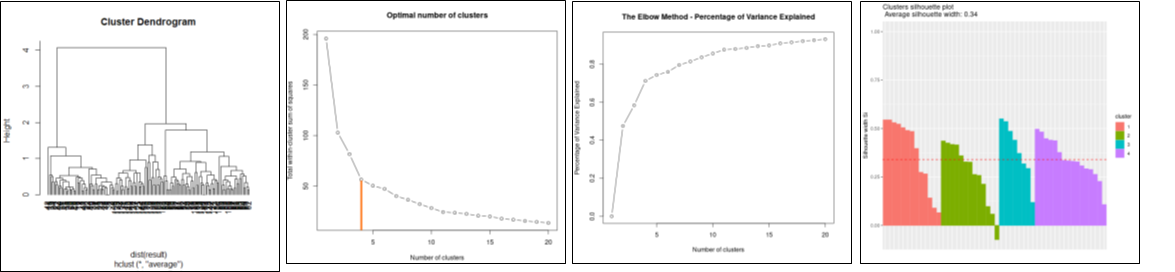 Cluster Dendrogram
Height
4
3
2
1
0
dist(result)
hclust (*, "average")
Optimal number of clusters
Total within-cluster sum of squares
200
150
100
50
5
10
15
20
Number of clusters
The Elbow Method - Percentage of Variance Explained
Percentage of Variance Explained
0.8
0.6
0.4
0.2
0.0
5
10
15
20
Number of clusters
Clusters silhouette plot
Average silhouette width: 0.34
Silhouette width Si
1.00
0.75
0.50
0.25
0.00
cluster
1
2
3
4